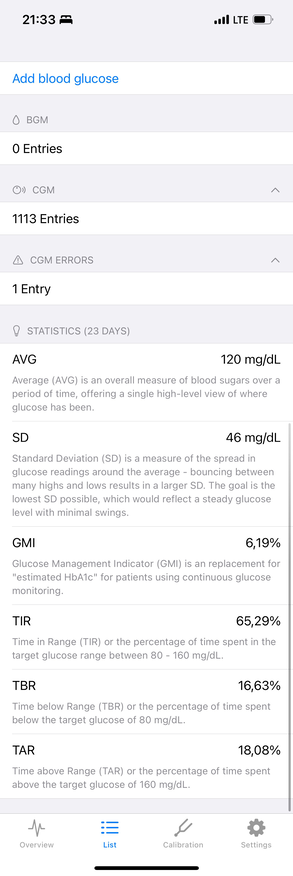 21:33 LTE
Add blood glucose
BGM
0 Entries
CGM
1113 Entries
CGM ERRORS
1 Entry
STATISTICS (23 DAYS)
AVG 120 mg/dL
Average (AVG) is an overall measure of blood sugars over a
period of time, offering a single high-level view of where
glucose has been.
SD 46 mg/dL
Standard Deviation (SD) is a measure of the spread in
glucose readings around the average - bouncing between
many highs and lows results in a larger SD. The goal is the
lowest SD possible, which would reflect a steady glucose
level with minimal swings.
GMI 6,19%
Glucose Management Indicator (GMI) is an replacement for
"estimated HbA1c" for patients using continuous glucose
monitoring.
TIR 65,29%
Time in Range (TIR) or the percentage of time spent in the
target glucose range between 80 - 160 mg/dL.
TBR 16,63%
Time below Range (TBR) or the percentage of time spent
below the target glucose of 80 mg/dL.
TAR 18,08%
Time above Range (TAR) or the percentage of time spent
above the target glucose of 160 mg/dL.
Overview List Calibration Settings